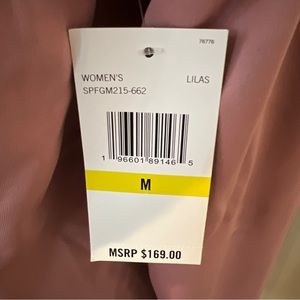 76776
WOMEN'S LILAS
SPFGM215-662
1 96601 89146 5
M
MSRP $169.00